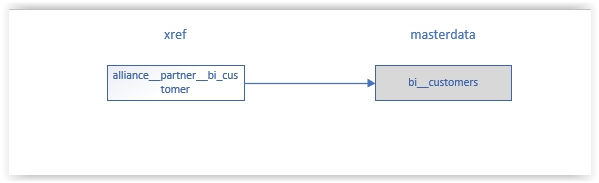 xref
masterdata
alliance__partner__bi_cus
tomer
bi__customers